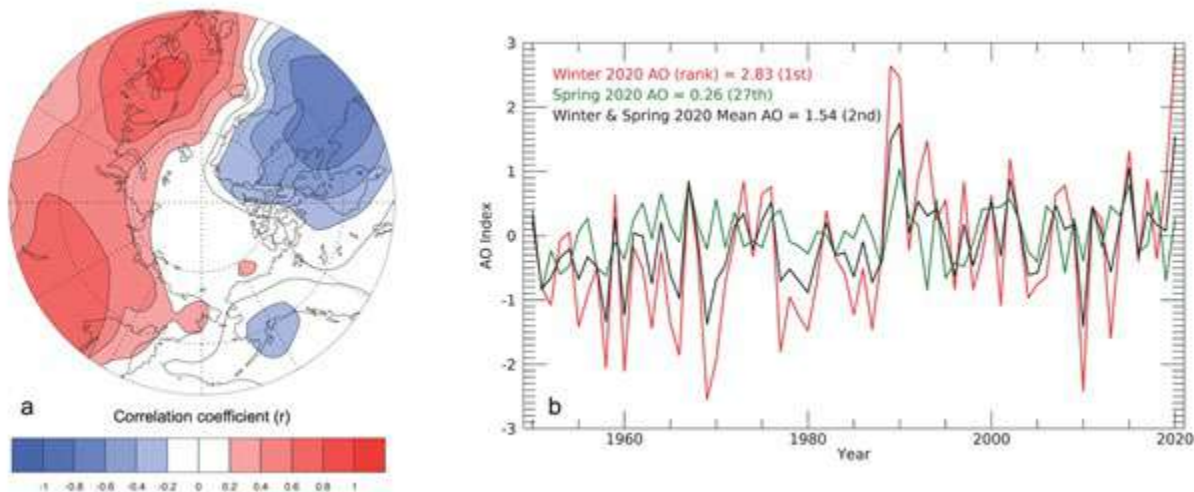 a
Correlation coefficient (r)
-1 -0.8 -0.6 -0.4 -0.2 0 0.2 0.4 0.6 0.8 1
3
2
1
0
-1
-2
-3
AO Index
Winter 2020 AO (rank) = 2.83 (1st)
Spring 2020 AO = 0.26 (27th)
Winter & Spring 2020 Mean AO = 1.54 (2nd)
b
1960 1980 2000 2020
Year